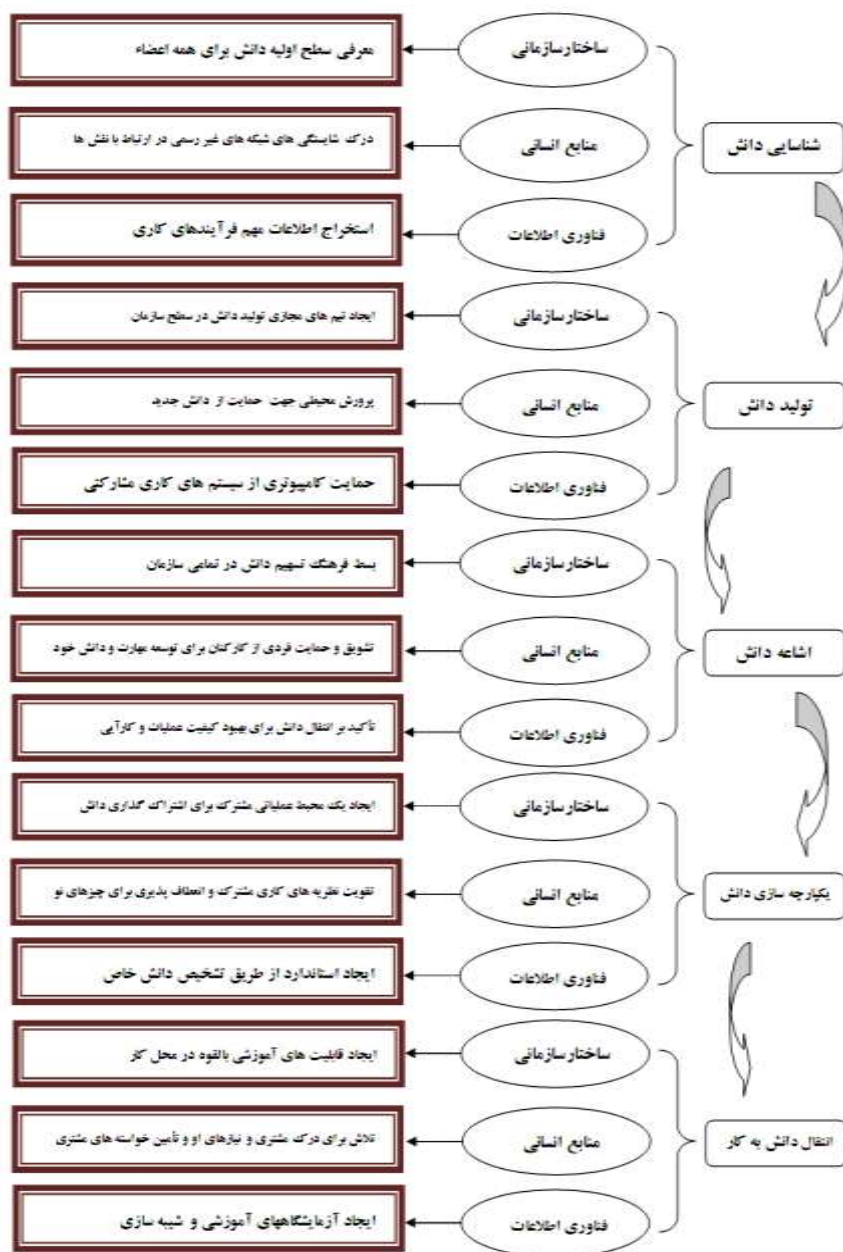 شناسایی دانش
ساختارسازمانی
معرفی سطح اولیه دانش برای همه اعضاء
منابع انسانی
درک شایستگی های شبکه های غیر رسمی در ارتباط با نقش ها
فناوری اطلاعات
استخراج اطلاعات مهم فرآیندهای کاری
تولید دانش
ساختارسازمانی
ایجاد تیم های مجازی تولید دانش در سطح سازمان
منابع انسانی
پرورش محیطی جهت حمایت از دانش جدید
فناوری اطلاعات
حمایت کامپیوتری از سیستم های کاری مشارکتی
اشاعه دانش
ساختارسازمانی
بسط فرهنگ تسهیم دانش در تمامی سازمان
منابع انسانی
تشویق و حمایت فردی از کارکنان برای توسعه مهارت و دانش خود
فناوری اطلاعات
تأکید بر انتقال دانش برای بهبود کیفیت عملیات و کارآیی
یکپارچه سازی دانش
ساختارسازمانی
ایجاد یک محیط عملیاتی مشترک برای اشتراک گذاری دانش
منابع انسانی
تقویت نظریه های کاری مشترک و انعطاف پذیری برای چیزهای نو
فناوری اطلاعات
ایجاد استاندارد از طریق تشخیص دانش خاص
انتقال دانش به کار
ساختارسازمانی
ایجاد قابلیت های آموزشی بالقوه در محل کار
منابع انسانی
تلاش برای درک مشتری و نیازهای او و تأمین خواسته های مشتری
فناوری اطلاعات
ایجاد آزمایشگاههای آموزشی و شبیه سازی